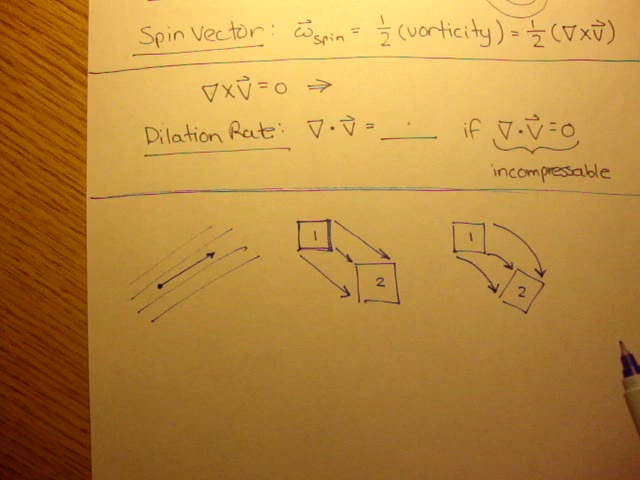 Spin Vector: ω⃗spin = 1/2 (vorticity) = 1/2 (∇×V⃗)
∇×V⃗=0 ⇒
Dilation Rate: ∇·V⃗ = ___ if ∇·V⃗=0
incompressable
1 1
2 2